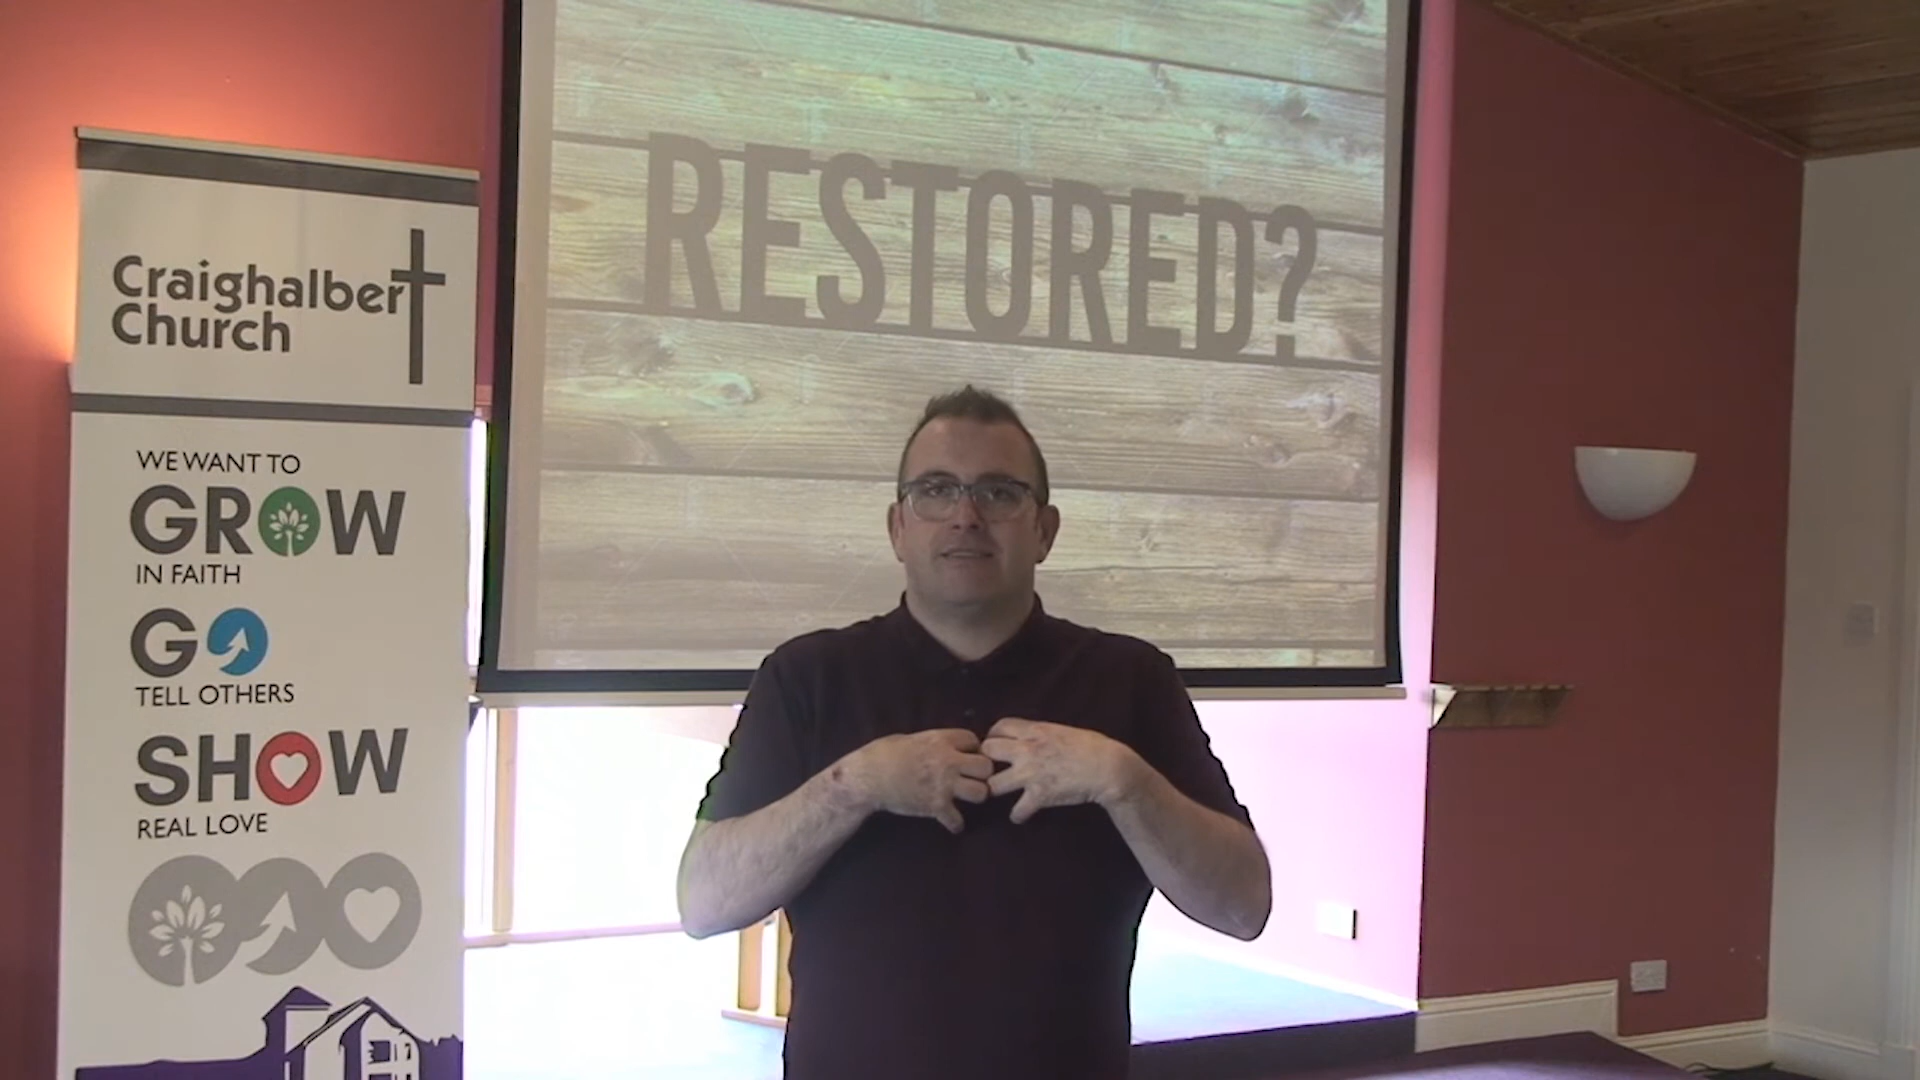 Craighalbert
Church
WE WANT TO
GROW
IN FAITH
GO
TELL OTHERS
SHOW
REAL LOVE
RESTORED?